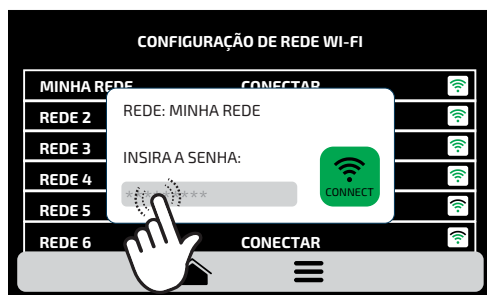 CONFIGURAÇÃO DE REDE WI-FI
MINHA REDE CONECTAR
REDE 2
REDE 3
REDE 4
REDE 5
REDE 6 CONECTAR
REDE: MINHA REDE
INSIRA A SENHA:
CONNECT